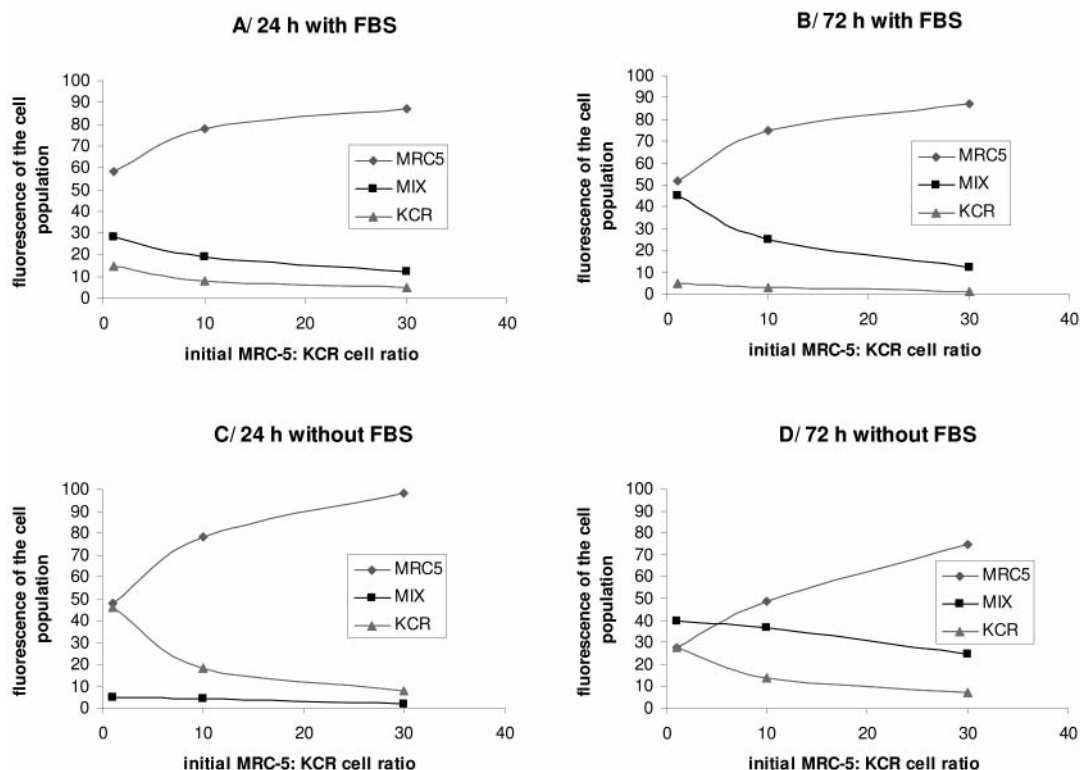 A/ 24 h with FBS
fluorescence of the cell
population
100
90
80
70
60
50
40
30
20
10
0
0
10
20
30
40
MRC5
MIX
KCR
initial MRC-5: KCR cell ratio
B/ 72 h with FBS
fluorescence of the cell
population
100
90
80
70
60
50
40
30
20
10
0
0
10
20
30
40
MRC5
MIX
KCR
initial MRC-5: KCR cell ratio
C/ 24 h without FBS
fluorescence of the cell
population
100
90
80
70
60
50
40
30
20
10
0
0
10
20
30
40
MRC5
MIX
KCR
initial MRC-5: KCR cell ratio
D/ 72 h without FBS
fluorescence of the cell
population
100
90
80
70
60
50
40
30
20
10
0
0
10
20
30
40
MRC5
MIX
KCR
initial MRC-5: KCR cell ratio